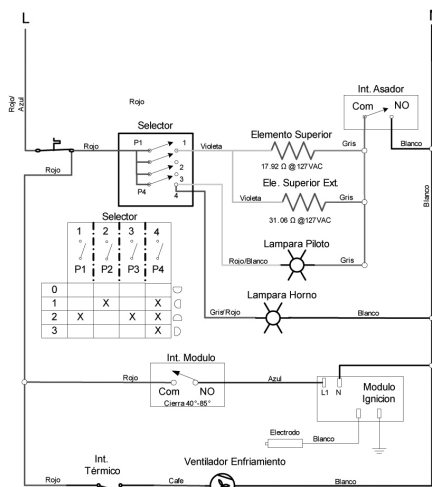 L
N
Rojo/
Azul
Rojo
Int. Asador
Com NO
Selector
Elemento Superior
P1
1
2
3
4
P4
Rojo
Violeta
Gris
Blanco
17.92 Ω @127VAC
Rojo
Ele. Superior Ext.
Violeta
Gris
31.06 Ω @127VAC
Blanco
Selector
Lampara Piloto
1 2 3 4
Rojo/Blanco
Gris
P1 P2 P3 P4
Lampara Horno
0
1 X X
2 X X X
3 X
Gris/Rojo
Blanco
Int. Modulo
Rojo
Com NO
Azul
Cierra 40°-85°
L1 N
Modulo
Ignicion
Electrodo
Blanco
Int.
Térmico
Ventilador Enfriamiento
Rojo
Cafe
Blanco